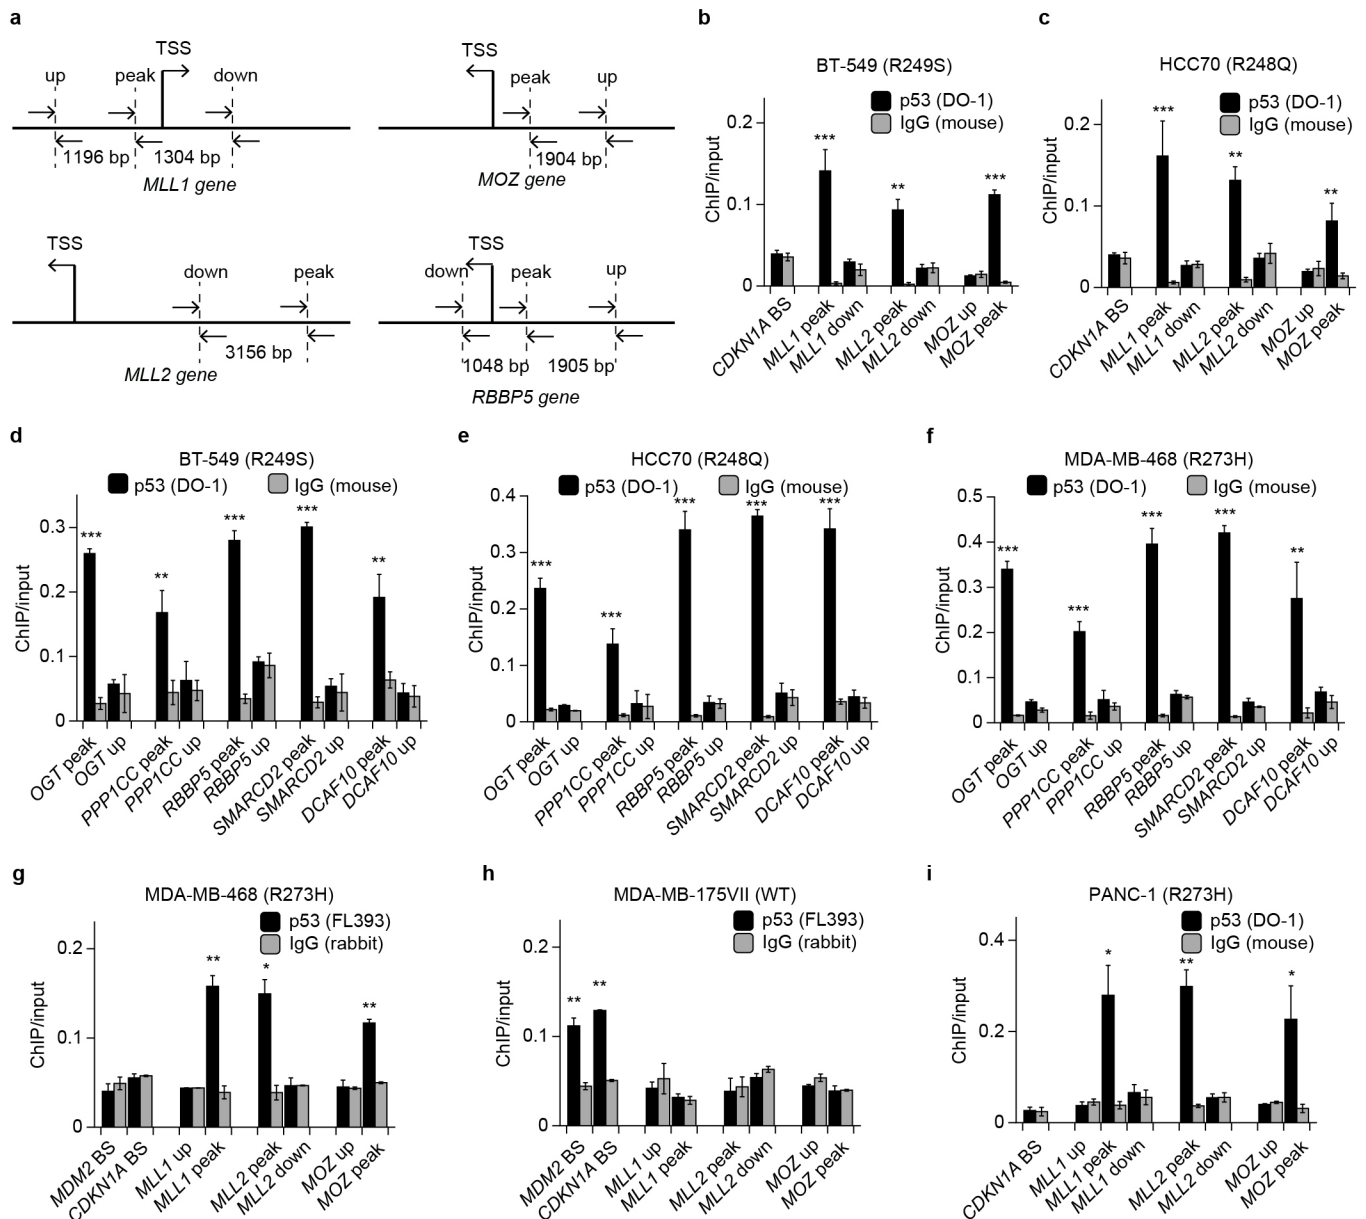 a
TSS
up
peak
down
1196 bp
1304 bp
MLL1 gene
TSS
peak
up
1904 bp
MOZ gene
TSS
down
peak
3156 bp
MLL2 gene
TSS
down
peak
up
1048 bp
1905 bp
RBBP5 gene
b
BT-549 (R249S)
p53 (DO-1)
IgG (mouse)
ChIP/input
0.2
0.1
0
***
**
***
CDKN1A BS
MLL1 peak
MLL1 down
MLL2 peak
MLL2 down
MOZ up
MOZ peak
c
HCC70 (R248Q)
p53 (DO-1)
IgG (mouse)
ChIP/input
0.2
0.1
0
***
**
**
CDKN1A BS
MLL1 peak
MLL1 down
MLL2 peak
MLL2 down
MOZ up
MOZ peak
d
BT-549 (R249S)
p53 (DO-1)
IgG (mouse)
ChIP/input
0.3
0.2
0.1
0
***
**
***
***
**
OGT peak
OGT up
PPP1CC peak
PPP1CC up
RBBP5 peak
RBBP5 up
SMARCD2 peak
SMARCD2 up
DCAF10 peak
DCAF10 up
e
HCC70 (R248Q)
p53 (DO-1)
IgG (mouse)
ChIP/input
0.4
0.3
0.2
0.1
0
***
***
***
***
***
OGT peak
OGT up
PPP1CC peak
PPP1CC up
RBBP5 peak
RBBP5 up
SMARCD2 peak
SMARCD2 up
DCAF10 peak
DCAF10 up
f
MDA-MB-468 (R273H)
p53 (DO-1)
IgG (mouse)
ChIP/input
0.5
0.4
0.3
0.2
0.1
0
***
***
***
***
**
OGT peak
OGT up
PPP1CC peak
PPP1CC up
RBBP5 peak
RBBP5 up
SMARCD2 peak
SMARCD2 up
DCAF10 peak
DCAF10 up
g
MDA-MB-468 (R273H)
p53 (FL393)
IgG (rabbit)
ChIP/input
0.2
0.1
0
**
*
**
MDM2 BS
CDKN1A BS
MLL1 up
MLL1 peak
MLL2 peak
MLL2 down
MOZ up
MOZ peak
h
MDA-MB-175VII (WT)
p53 (FL393)
IgG (rabbit)
ChIP/input
0.2
0.1
0
**
**
MDM2 BS
CDKN1A BS
MLL1 up
MLL1 peak
MLL2 peak
MLL2 down
MOZ up
MOZ peak
i
PANC-1 (R273H)
p53 (DO-1)
IgG (mouse)
ChIP/input
0.4
0.2
0
*
**
*
CDKN1A BS
MLL1 up
MLL1 peak
MLL1 down
MLL2 peak
MLL2 down
MOZ up
MOZ peak